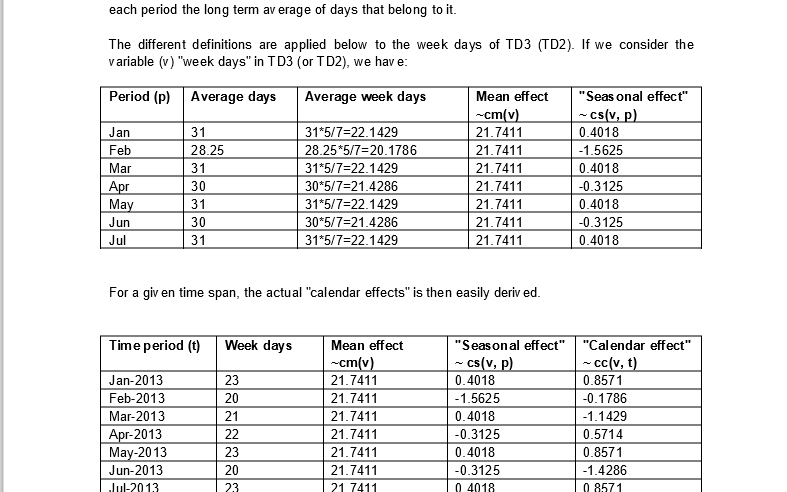 each period the long term average of days that belong to it.
The different definitions are applied below to the week days of TD3 (TD2). If we consider the
variable (v) "week days" in TD3 (or TD2), we have:
Period (p) Average days Average week days Mean effect "Seasonal effect"
~cm(v) ~ cs(v, p)
Jan 31 31*5/7=22.1429 21.7411 0.4018
Feb 28.25 28.25*5/7=20.1786 21.7411 -1.5625
Mar 31 31*5/7=22.1429 21.7411 0.4018
Apr 30 30*5/7=21.4286 21.7411 -0.3125
May 31 31*5/7=22.1429 21.7411 0.4018
Jun 30 30*5/7=21.4286 21.7411 -0.3125
Jul 31 31*5/7=22.1429 21.7411 0.4018
For a given time span, the actual "calendar effects" is then easily derived.
Time period (t) Week days Mean effect "Seasonal effect" "Calendar effect"
~cm(v) ~ cs(v, p) ~ cc(v, t)
Jan-2013 23 21.7411 0.4018 0.8571
Feb-2013 20 21.7411 -1.5625 -0.1786
Mar-2013 21 21.7411 0.4018 -1.1429
Apr-2013 22 21.7411 -0.3125 0.5714
May-2013 23 21.7411 0.4018 0.8571
Jun-2013 20 21.7411 -0.3125 -1.4286
Jul-2013 23 21.7411 0.4018 0.8571